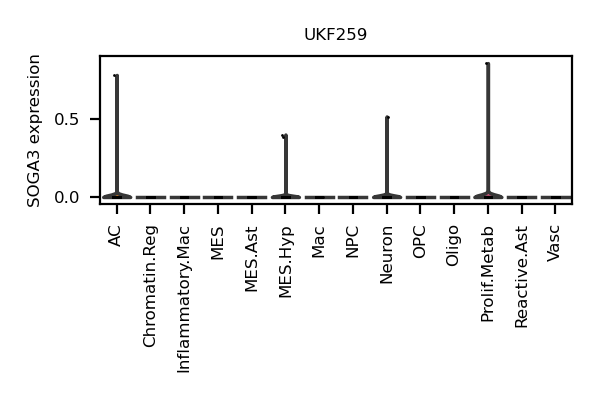 UKF259
SOGA3 expression
0.5
0.0
AC
Chromatin.Reg
Inflammatory.Mac
MES
MES.Ast
MES.Hyp
Mac
NPC
Neuron
OPC
Oligo
Prolif.Metab
Reactive.Ast
Vasc